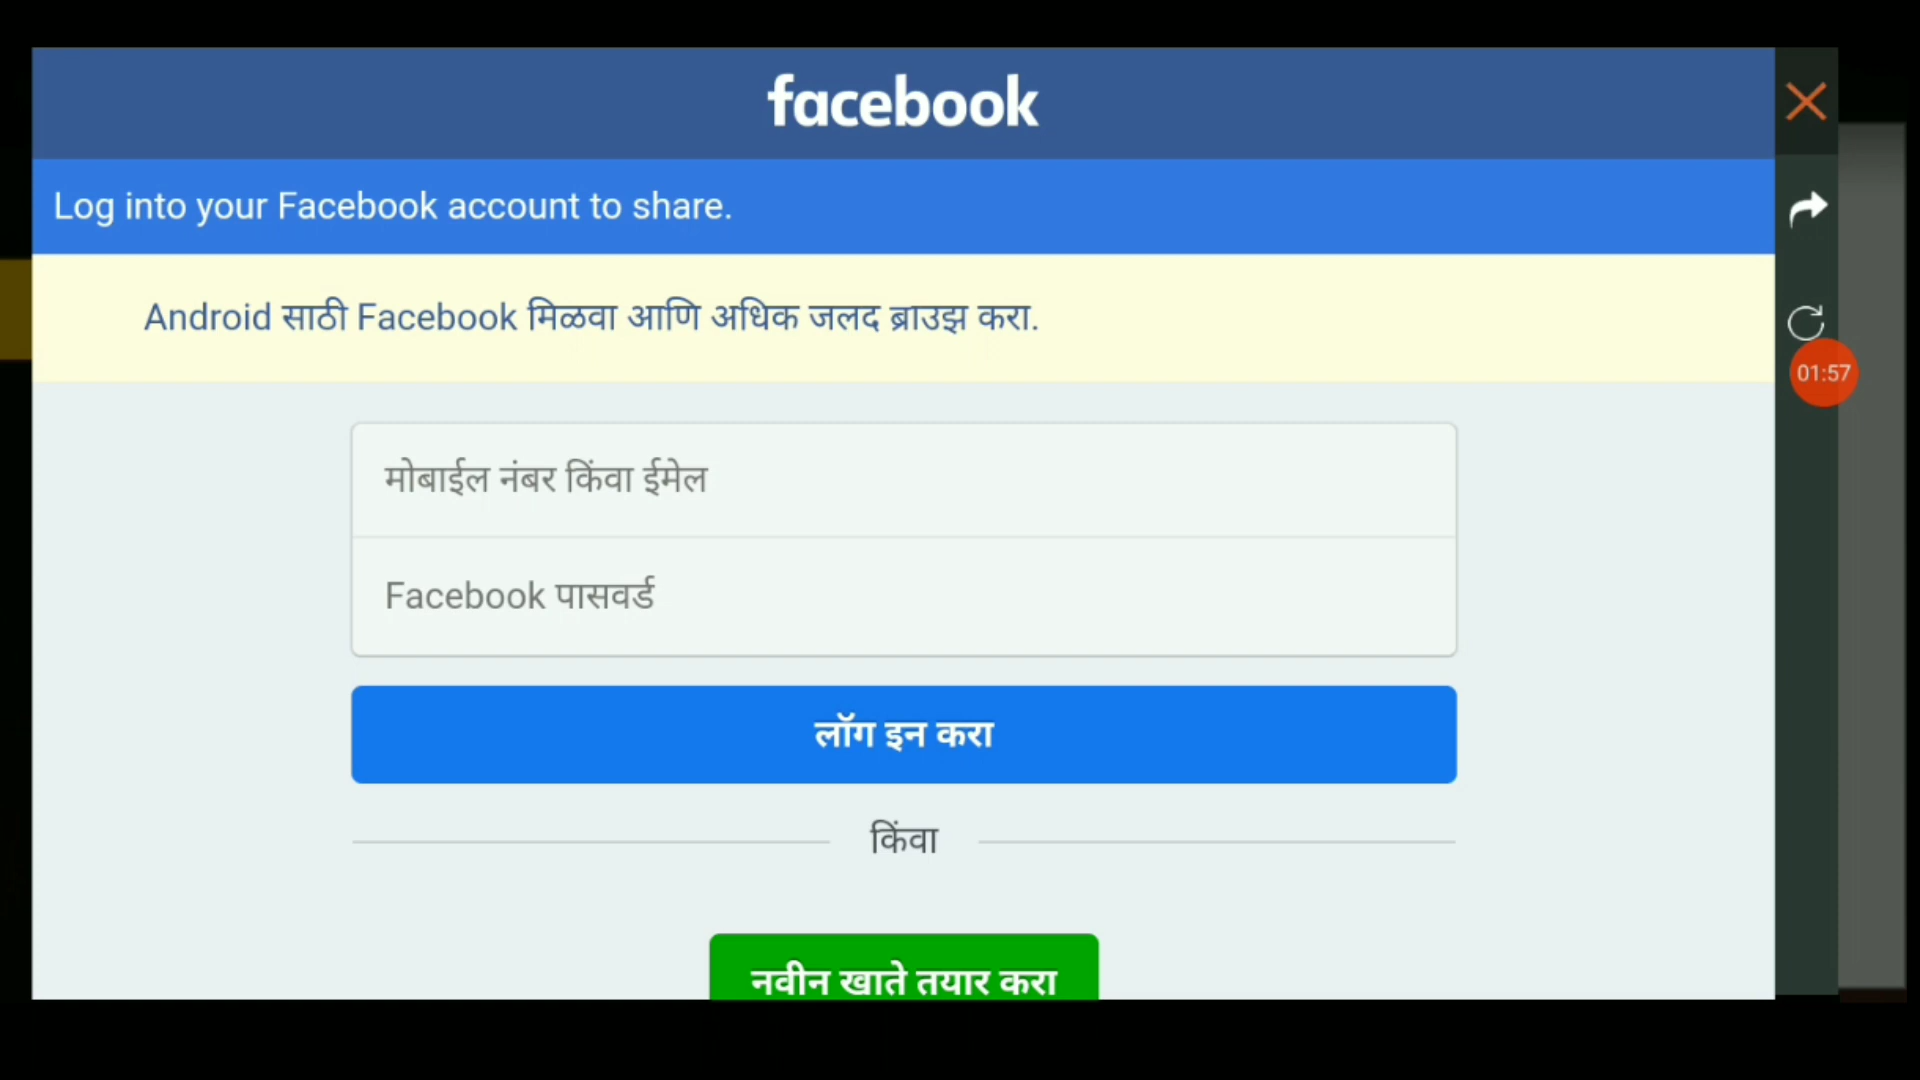 facebook
Log into your Facebook account to share.
Android साठी Facebook मिळवा आणि अधिक जलद ब्राउझ करा.
01:57
मोबाईल नंबर किंवा ईमेल
Facebook पासवर्ड
लॉग इन करा
किंवा
नवीन खाते तयार करा